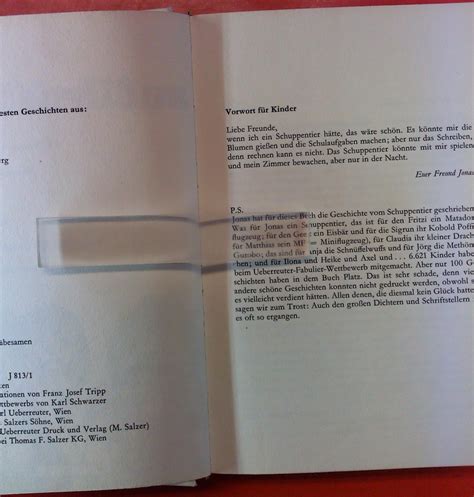 esten Geschichten aus:
erg
äbesamen
J 813/1
ken
ationen von Franz Josef Tripp
ttbewerbs von Karl Schwarzer
rl Ueberreuter, Wien
. Salzers Söhne, Wien
Ueberreuter Druck und Verlag (M. Salzer)
bei Thomas F. Salzer KG, Wien
Vorwort für Kinder
Liebe Freunde,
wenn ich ein Schuppentier hätte, das wäre schön. Es könnte mir die
Blumen gießen und die Schulaufgaben machen; aber nur das Schreiben,
denn rechnen kann es nicht. Das Schuppentier könnte mit mir spielen
und mein Zimmer bewachen, aber nur in der Nacht.
Euer Freund Jonas
P.S.
Jonas hat für dieses Buch die Geschichte vom Schuppentier geschrieben
Was für Jonas ein Schuppentier, das ist für den Fritzi ein Matador
flugzeug; für den Eisbär und für die Sigrun ihr Kobold Poffi
für Matthias sein MF = Miniflugzeug), für Claudia ihr kleiner Drach
das sind für anja die Schnüffelwuffs und für Jörg die Methö
en; und für Ilona und Heike und Axel und ... 6.621 Kinder habe
beim Ueberreuter-Fabulier-Wettbewerb mitgemacht. Aber nur 100 G
schichten haben in dem Buch Platz. Das ist sehr schade, denn vie
andere schöne Geschichten konnten nicht gedruckt werden, obwohl s
es vielleicht verdient hätten. Allen denen, die diesmal kein Glück hatte
sagen wir zum Trost: Auch den großen Dichtern und Schriftstellern
es oft so ergangen.